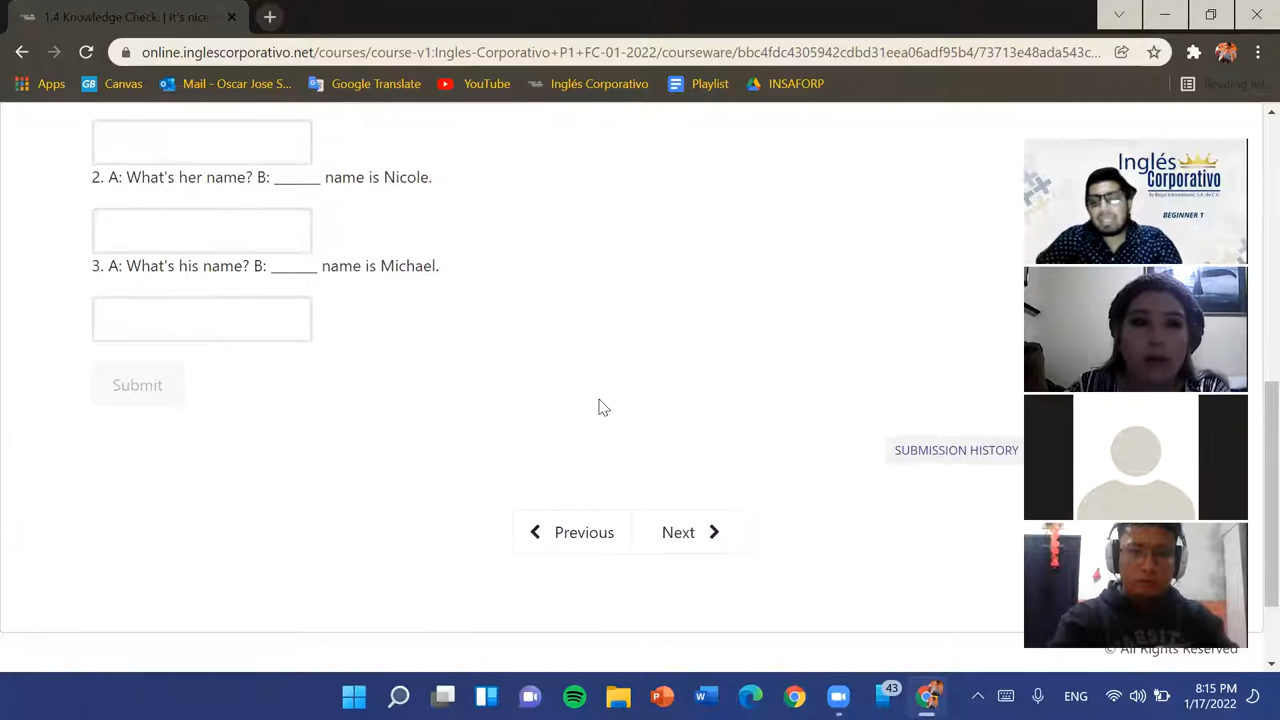 1.4 Knowledge Check. | It's nice
online.inglescorporativo.net/courses/course-v1:Ingles-Corporativo+P1+FC-01-2022/courseware/bbc4fdc4305942cdbd31eea06adf95b4/73713e48ada543c...
Apps
GB Canvas
Mail - Oscar Jose S...
Google Translate
YouTube
Inglés Corporativo
Playlist
INSAFORP
Reading list
2. A: What's her name? B: ______ name is Nicole.
3. A: What's his name? B: ______ name is Michael.
Submit
SUBMISSION HISTORY
Previous
Next
Inglés
Corporativo
BEGINNER 1
© All Rights Reserved
43
ENG
8:15 PM
1/17/2022